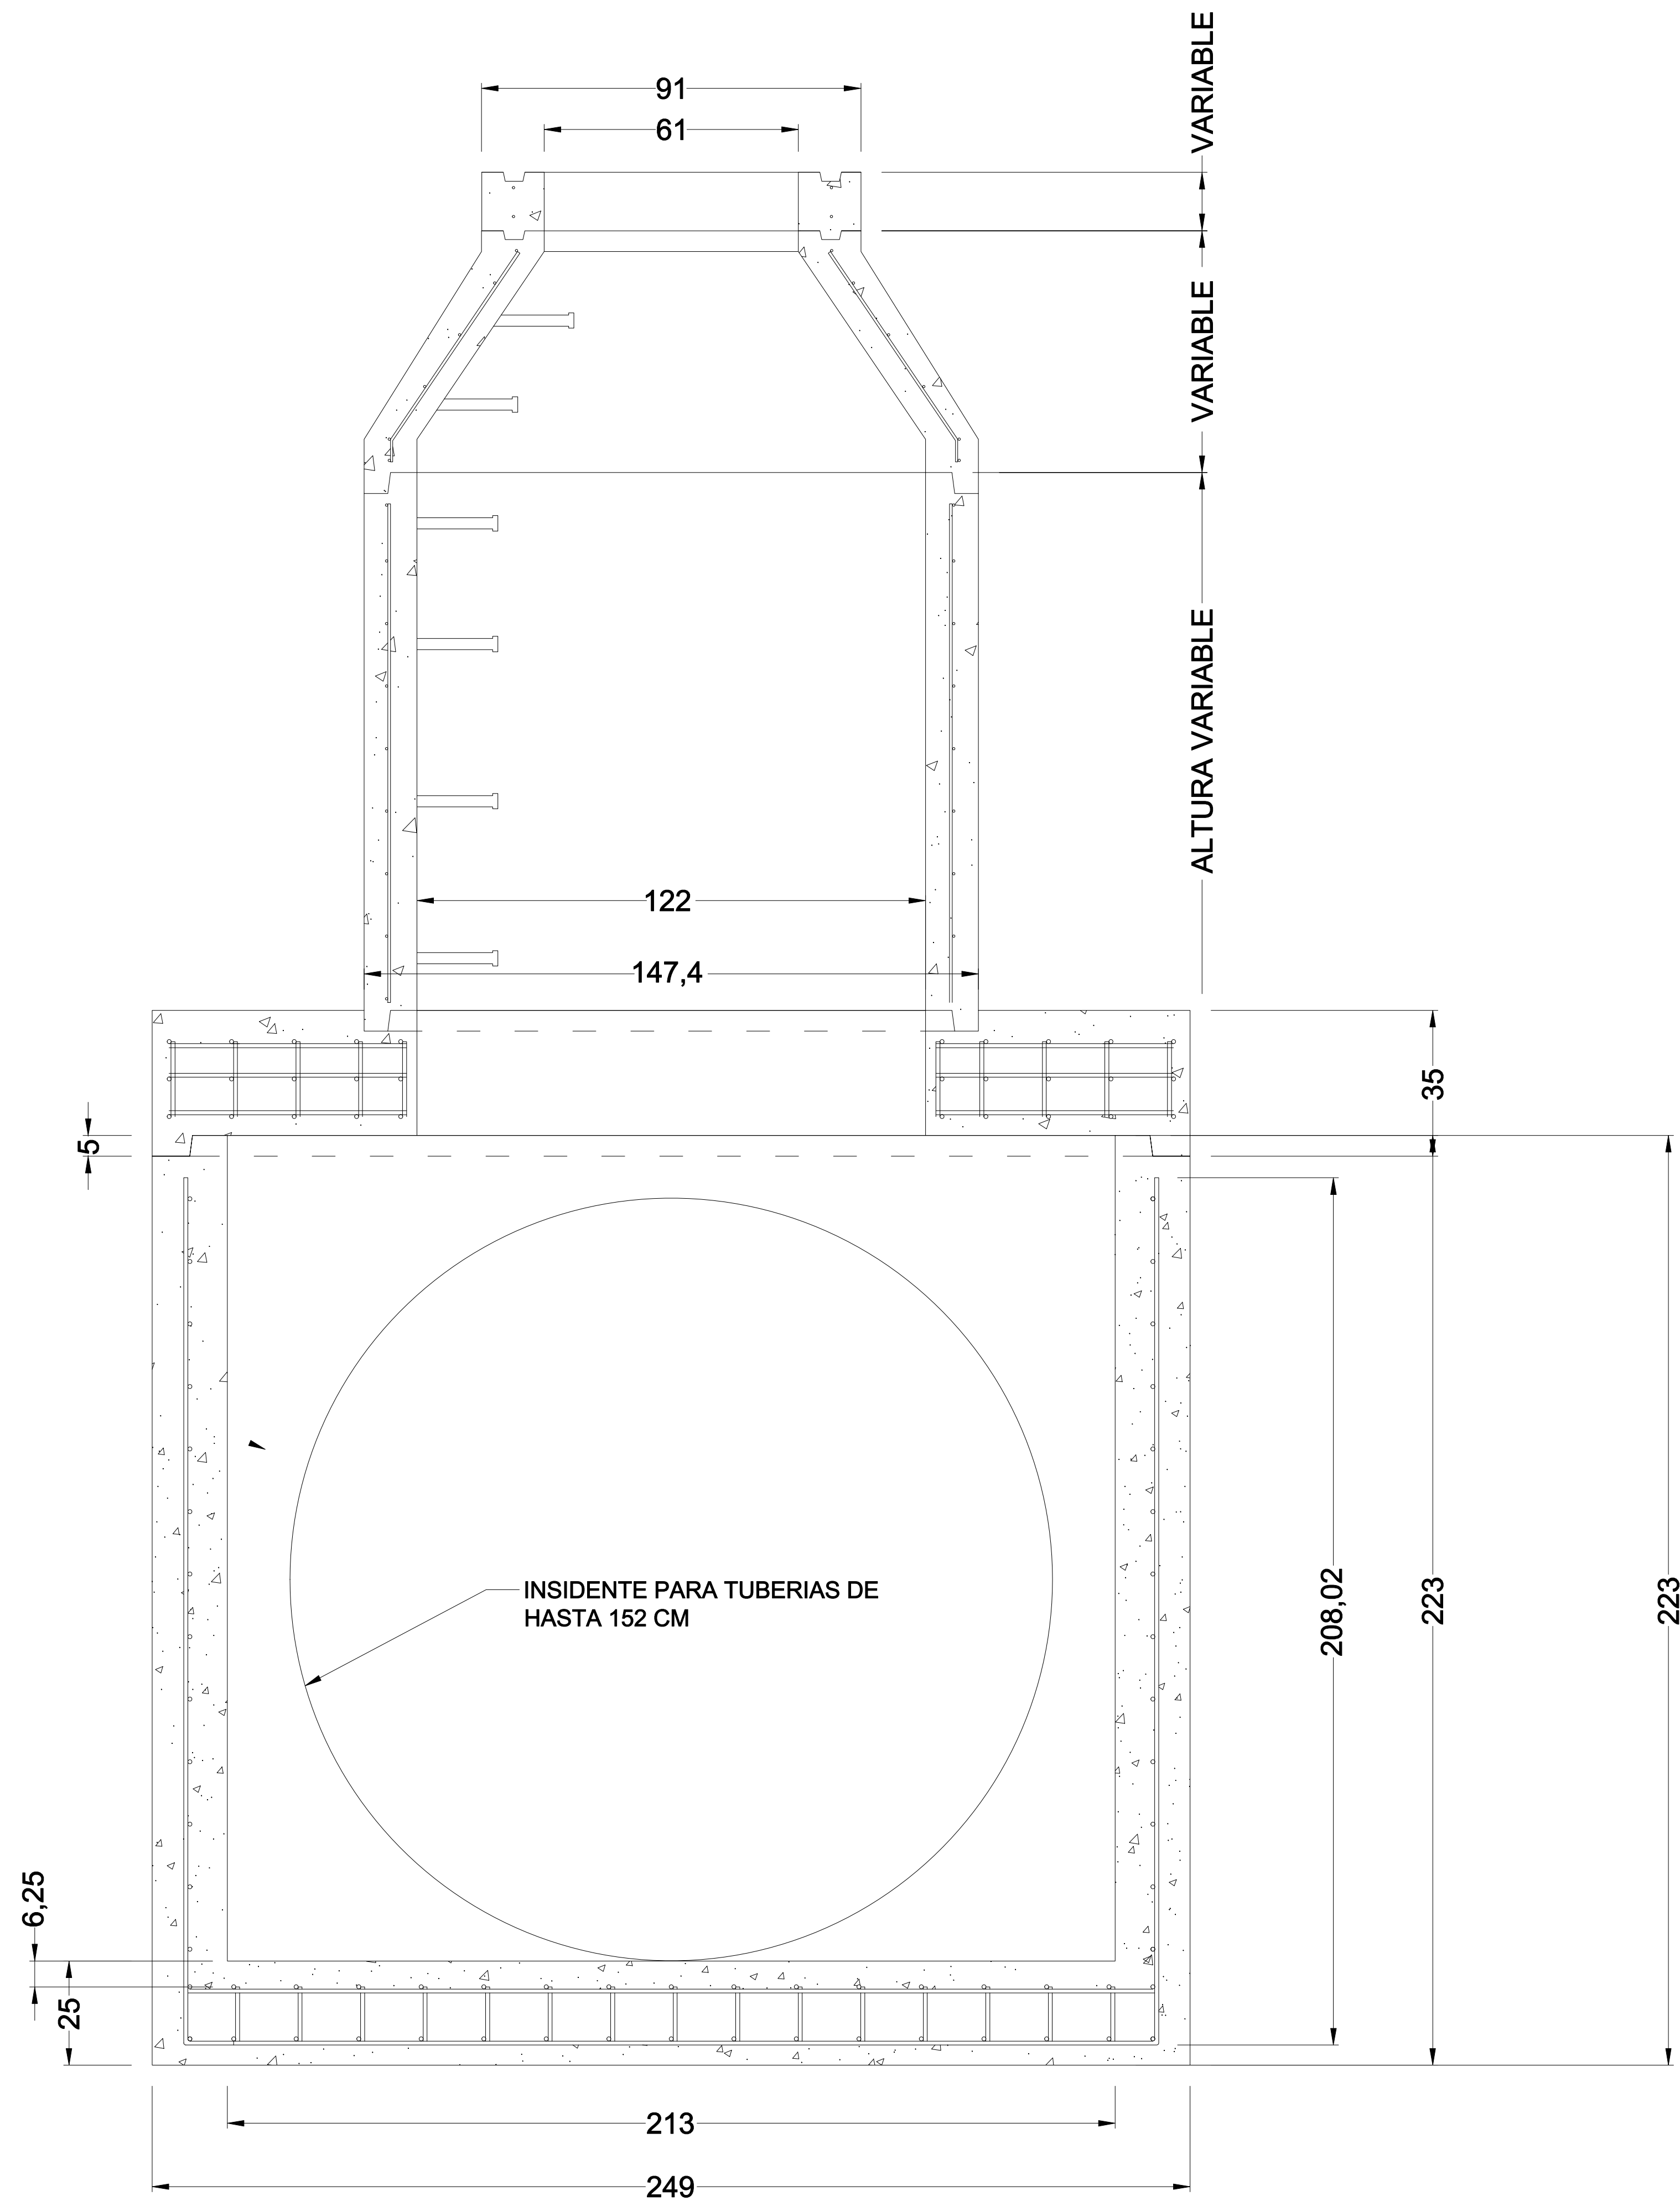 91
61
VARIABLE
VARIABLE
ALTURA VARIABLE
122
147,4
35
5
208,02
223
223
INSIDENTE PARA TUBERIAS DE
HASTA 152 CM
6,25
25
213
249